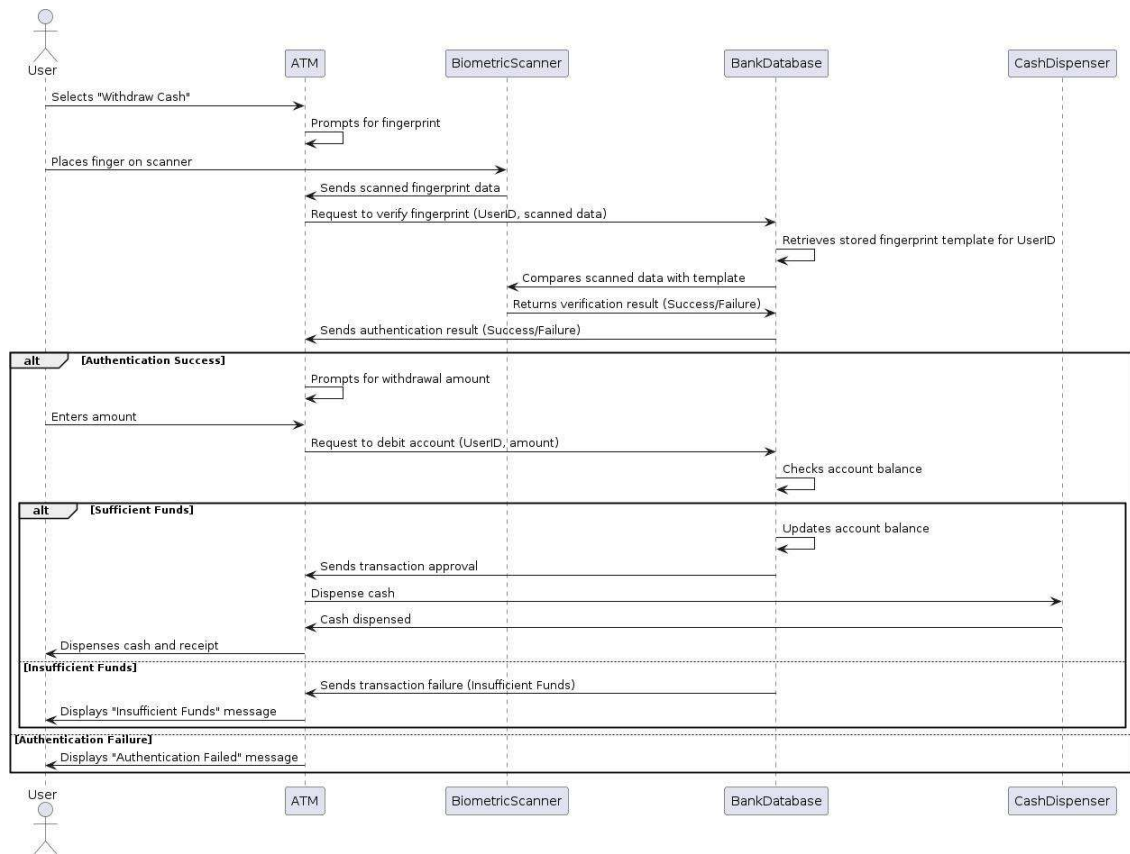 User
ATM
BiometricScanner
BankDatabase
CashDispenser
Selects "Withdraw Cash"
Prompts for fingerprint
Places finger on scanner
Sends scanned fingerprint data
Request to verify fingerprint (UserID, scanned data)
Retrieves stored fingerprint template for UserID
Compares scanned data with template
Returns verification result (Success/Failure)
Sends authentication result (Success/Failure)
alt
[Authentication Success]
Prompts for withdrawal amount
Enters amount
Request to debit account (UserID, amount)
Checks account balance
alt
[Sufficient Funds]
Updates account balance
Sends transaction approval
Dispense cash
Cash dispensed
Dispenses cash and receipt
[Insufficient Funds]
Sends transaction failure (Insufficient Funds)
Displays "Insufficient Funds" message
[Authentication Failure]
Displays "Authentication Failed" message
User
ATM
BiometricScanner
BankDatabase
CashDispenser